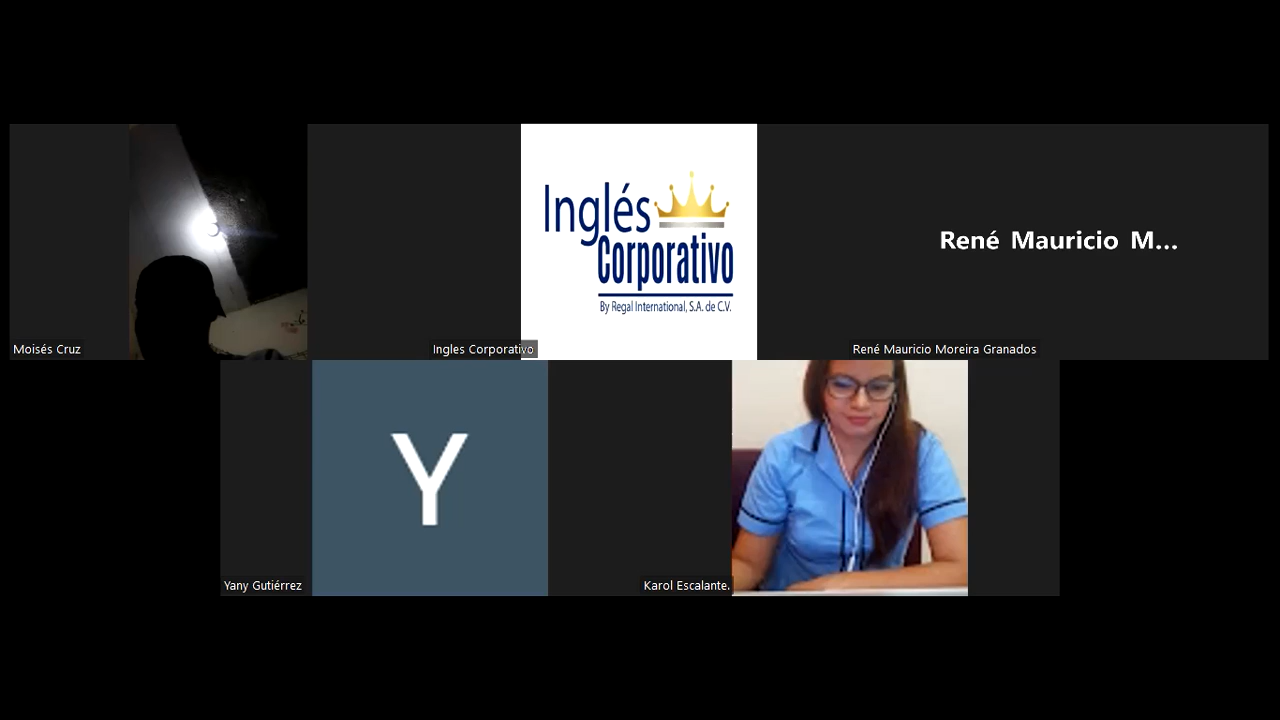 Inglés
Corporativo
By Regal International, S.A. de C.V.
René Mauricio M...
Moisés Cruz
Ingles Corporativo
René Mauricio Moreira Granados
Y
Yany Gutiérrez
Karol Escalante.